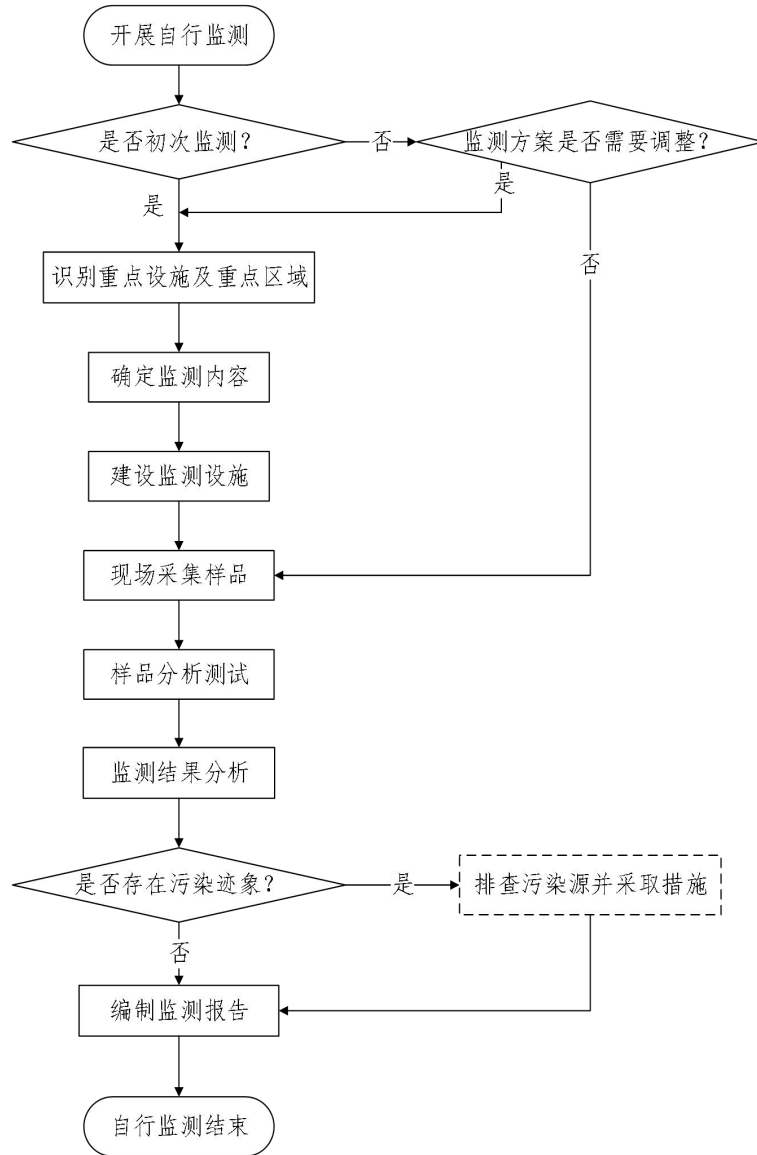 开展自行监测
是否初次监测?
否
监测方案是否需要调整?
是
是
识别重点设施及重点区域
否
确定监测内容
建设监测设施
现场采集样品
样品分析测试
监测结果分析
是否存在污染迹象?
是
排查污染源并采取措施
否
编制监测报告
自行监测结束